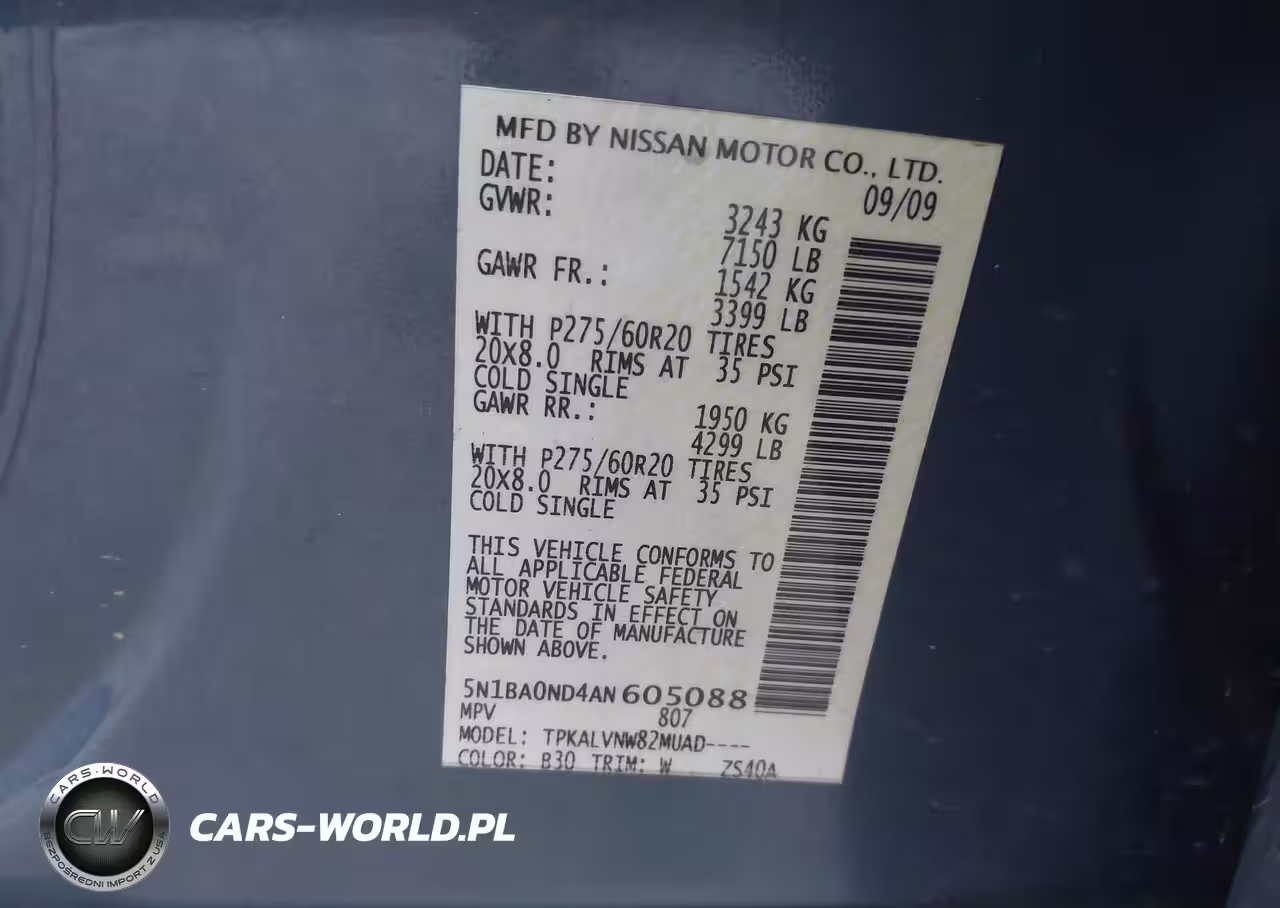 MFD BY NISSAN MOTOR CO., LTD.
DATE: 09/09
GVWR: 3243 KG
7150 LB
GAWR FR.: 1542 KG
3399 LB
WITH P275/60R20 TIRES
20X8.0 RIMS AT 35 PSI
COLD SINGLE
GAWR RR.: 1950 KG
4299 LB
WITH P275/60R20 TIRES
20X8.0 RIMS AT 35 PSI
COLD SINGLE
THIS VEHICLE CONFORMS TO
ALL APPLICABLE FEDERAL
MOTOR VEHICLE SAFETY
STANDARDS IN EFFECT ON
THE DATE OF MANUFACTURE
SHOWN ABOVE.
5N1BA0ND4AN605088
MPV 807
MODEL: TPKALVNW82MUAD----
COLOR: B30 TRIM: W ZS40A
CARS-WORLD
CW
BEZPOŚREDNI IMPORT Z USA
CARS-WORLD.PL